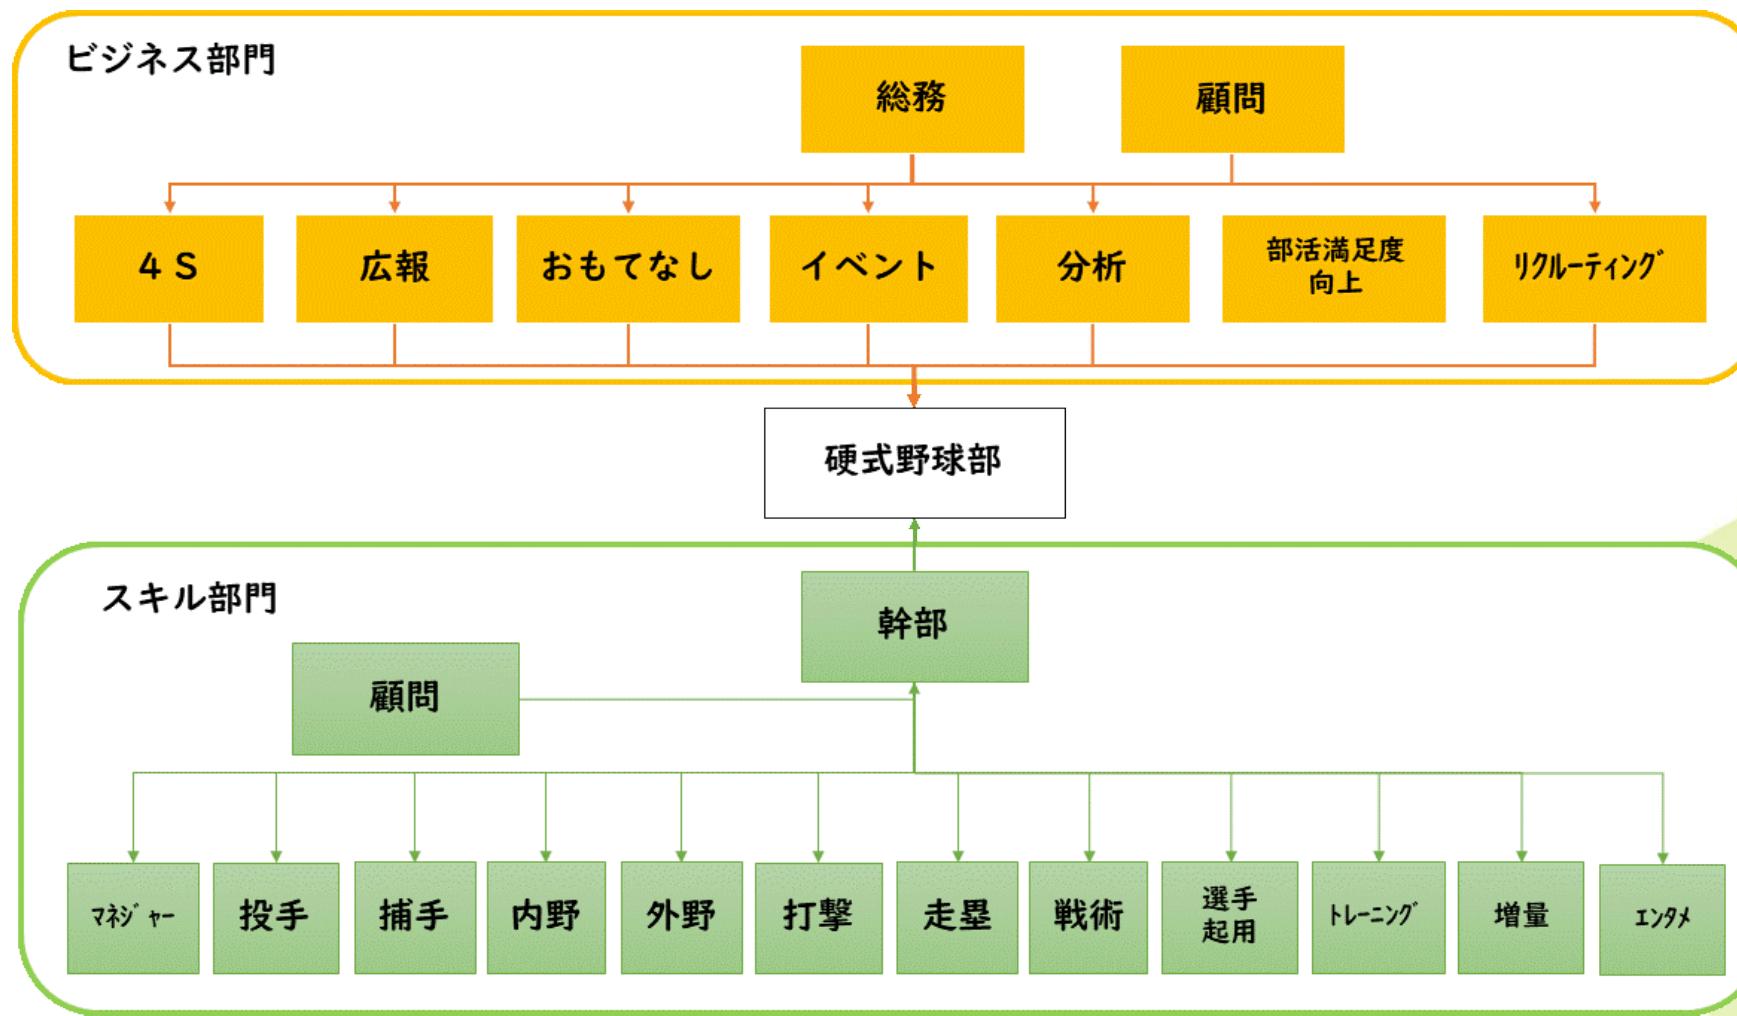 ビジネス部門
総務
顧問
４Ｓ
広報
おもてなし
イベント
分析
部活満足度
向上
ﾘｸﾙｰﾃｨﾝｸﾞ
硬式野球部
スキル部門
幹部
顧問
ﾏﾈｼﾞｬｰ
投手
捕手
内野
外野
打撃
走塁
戦術
選手
起用
ﾄﾚｰﾆﾝｸﾞ
増量
ｴﾝﾀﾒ